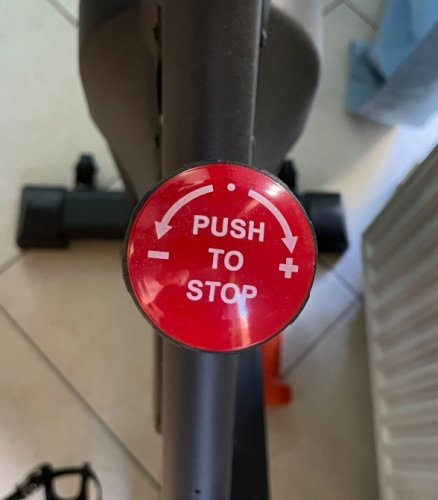 PUSH
- TO +
STOP